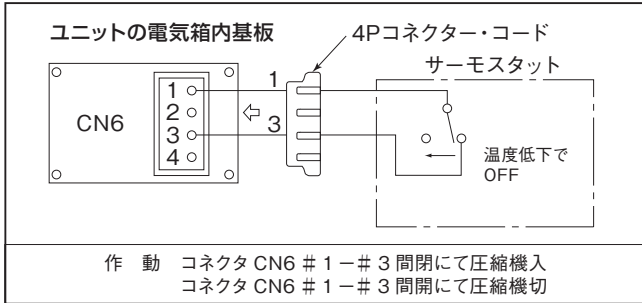 ユニットの電気箱内基板
4Pコネクター・コード
サーモスタット
CN6
1
2
3
4
1
3
温度低下で
OFF
作 動 コネクタ CN6 #1−#3 間閉にて圧縮機入
コネクタ CN6 #1−#3 間開にて圧縮機切